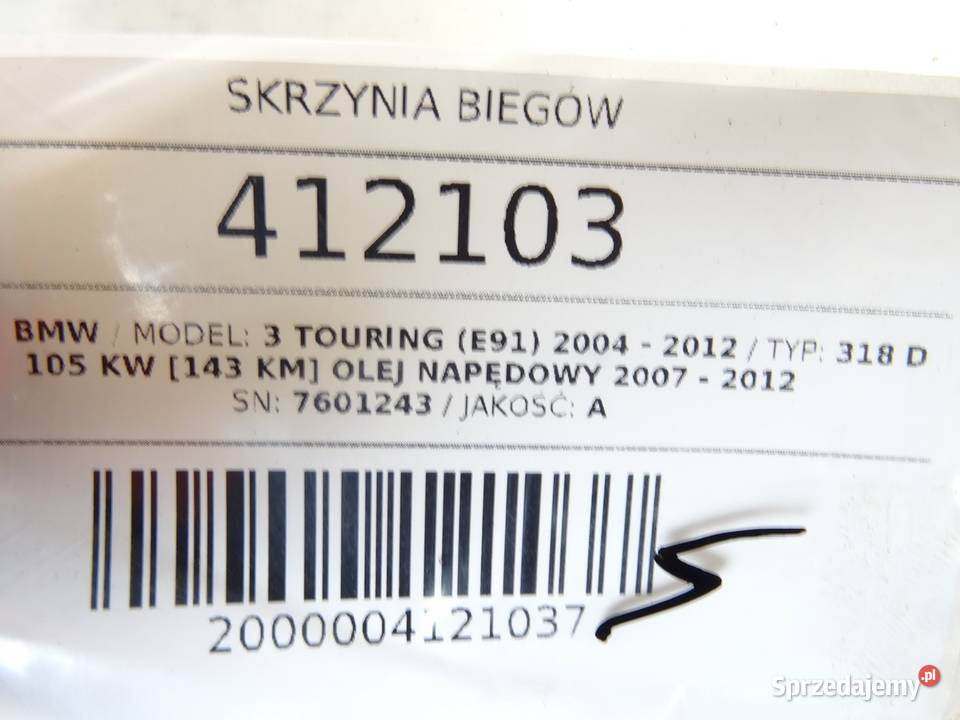 SKRZYNIA BIEGÓW
412103
BMW / MODEL: 3 TOURING (E91) 2004 - 2012 / TYP: 318 D
105 KW [143 KM] OLEJ NAPĘDOWY 2007 - 2012
SN: 7601243 / JAKOŚĆ: A
2000004121037
5
Sprzedajemy.pl